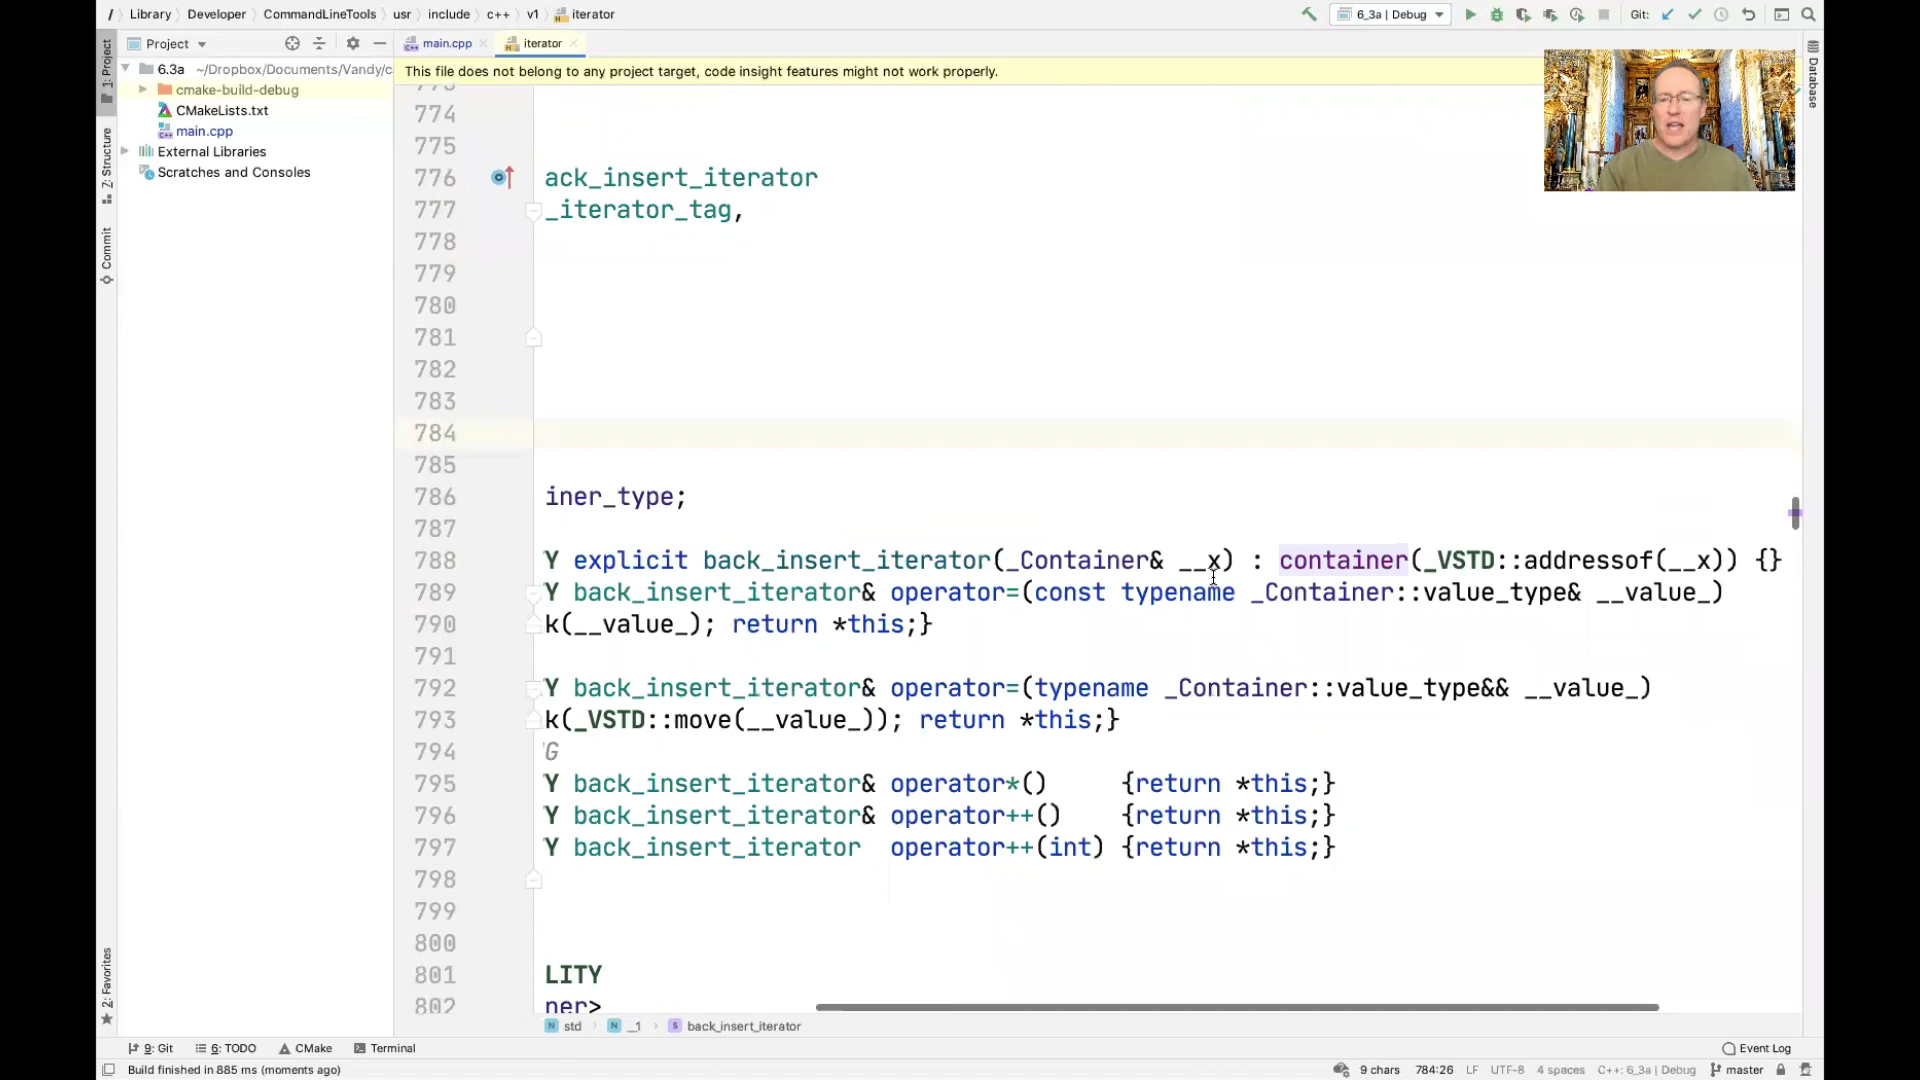 / Library > Developer > CommandLineTools > usr > include > c++ > v1 > iterator
6_3a | Debug
Git:
Project
main.cpp
iterator
6.3a ~/Dropbox/Documents/Vandy/c
cmake-build-debug
CMakeLists.txt
main.cpp
External Libraries
Scratches and Consoles
1: Project
Z: Structure
Commit
2: Favorites
Database
This file does not belong to any project target, code insight features might not work properly.
774
775
776 ack_insert_iterator
777 _iterator_tag,
778
779
780
781
782
783
784
785
786 iner_type;
787
788 Y explicit back_insert_iterator(_Container& __x) : container(_VSTD::addressof(__x)) {}
789 Y back_insert_iterator& operator=(const typename _Container::value_type& __value_)
790 k(__value_); return *this;}
791
792 Y back_insert_iterator& operator=(typename _Container::value_type&& __value_)
793 k(_VSTD::move(__value_)); return *this;}
794 G
795 Y back_insert_iterator& operator*() {return *this;}
796 Y back_insert_iterator& operator++() {return *this;}
797 Y back_insert_iterator operator++(int) {return *this;}
798
799
800
801 LITY
802 ner>
N std > N __1 > S back_insert_iterator
9: Git
6: TODO
CMake
Terminal
Event Log
Build finished in 885 ms (moments ago)
9 chars 784:26 LF UTF-8 4 spaces C++: 6_3a | Debug master